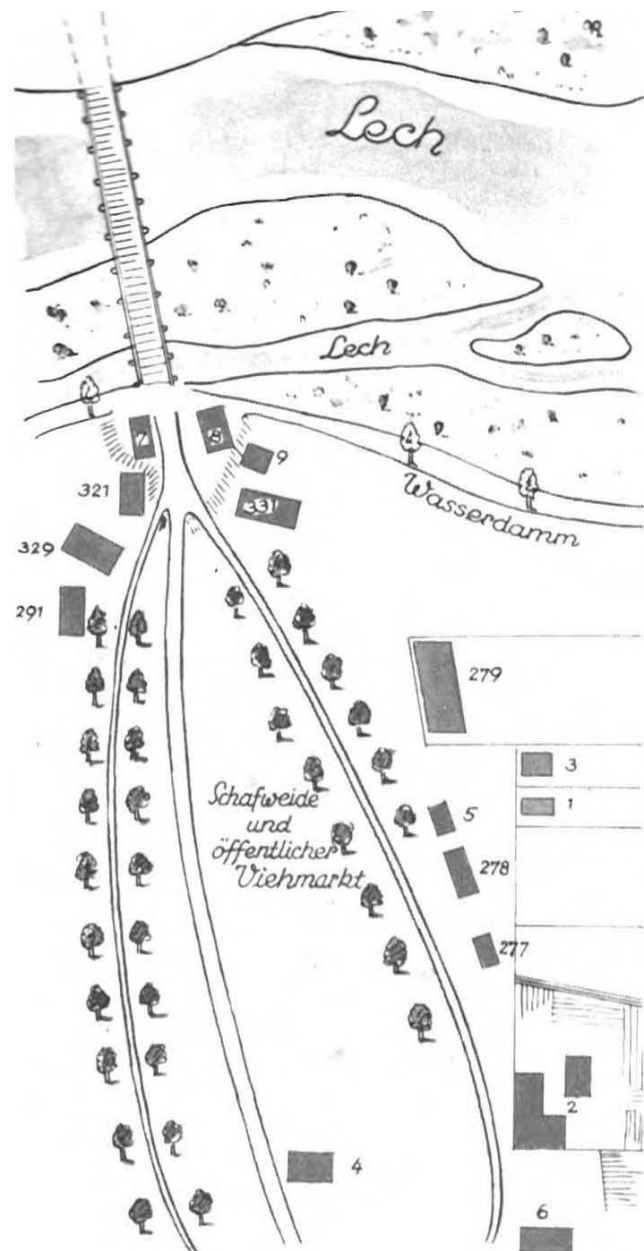 Lech
Lech
7
8
9
321
331
Wasserdamm
329
291
279
3
1
5
278
277
Schafweide
und
öffentlicher
Viehmarkt
2
4
6